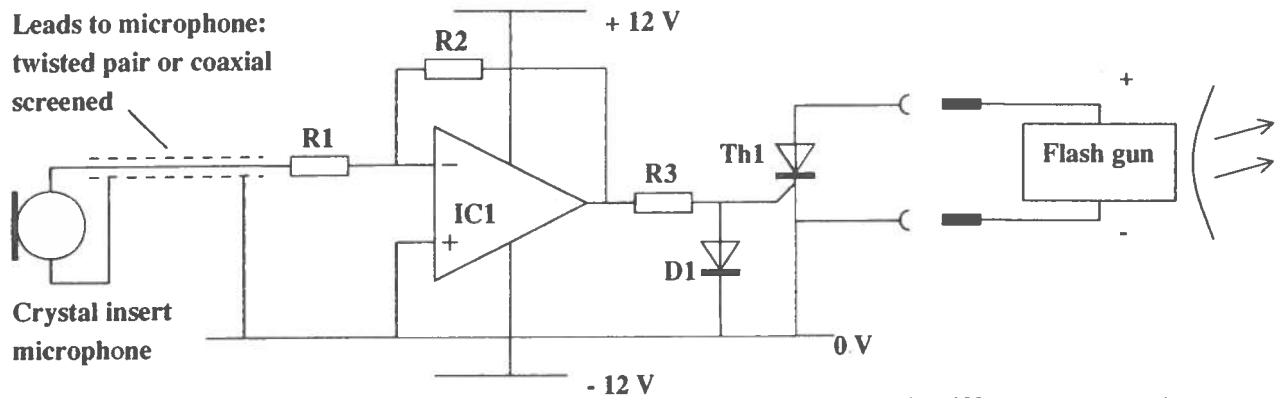 Leads to microphone:
twisted pair or coaxial
screened
+ 12 V
R2
R1
IC1
R3
Th1
D1
+
Flash gun
-
Crystal insert
microphone
0 V
- 12 V